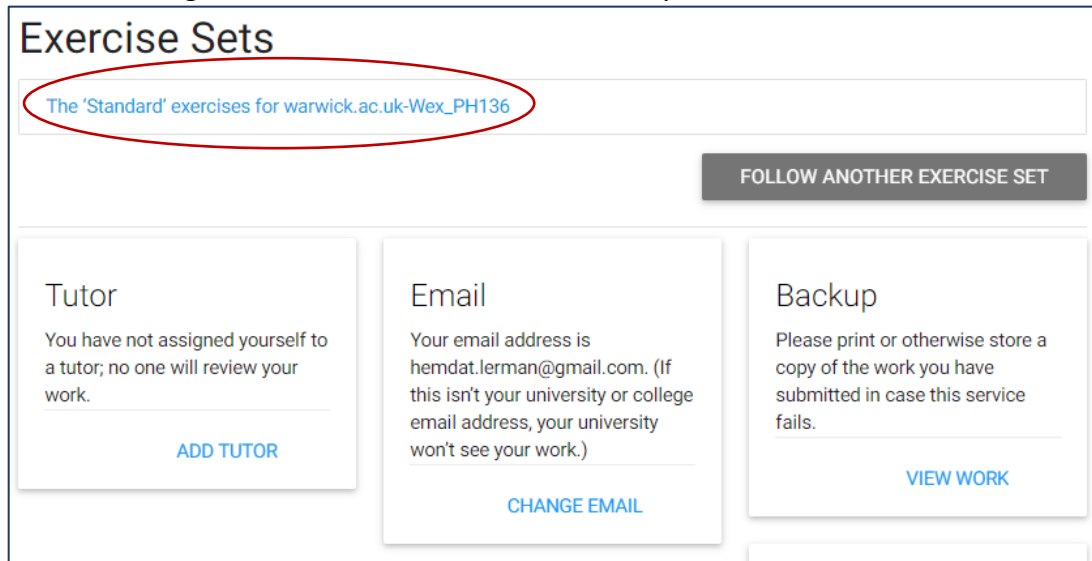 Exercise Sets
The ‘Standard’ exercises for warwick.ac.uk-Wex_PH136
FOLLOW ANOTHER EXERCISE SET
Tutor
You have not assigned yourself to
a tutor; no one will review your
work.
ADD TUTOR
Email
Your email address is
hemdat.lerman@gmail.com. (If
this isn’t your university or college
email address, your university
won’t see your work.)
CHANGE EMAIL
Backup
Please print or otherwise store a
copy of the work you have
submitted in case this service
fails.
VIEW WORK